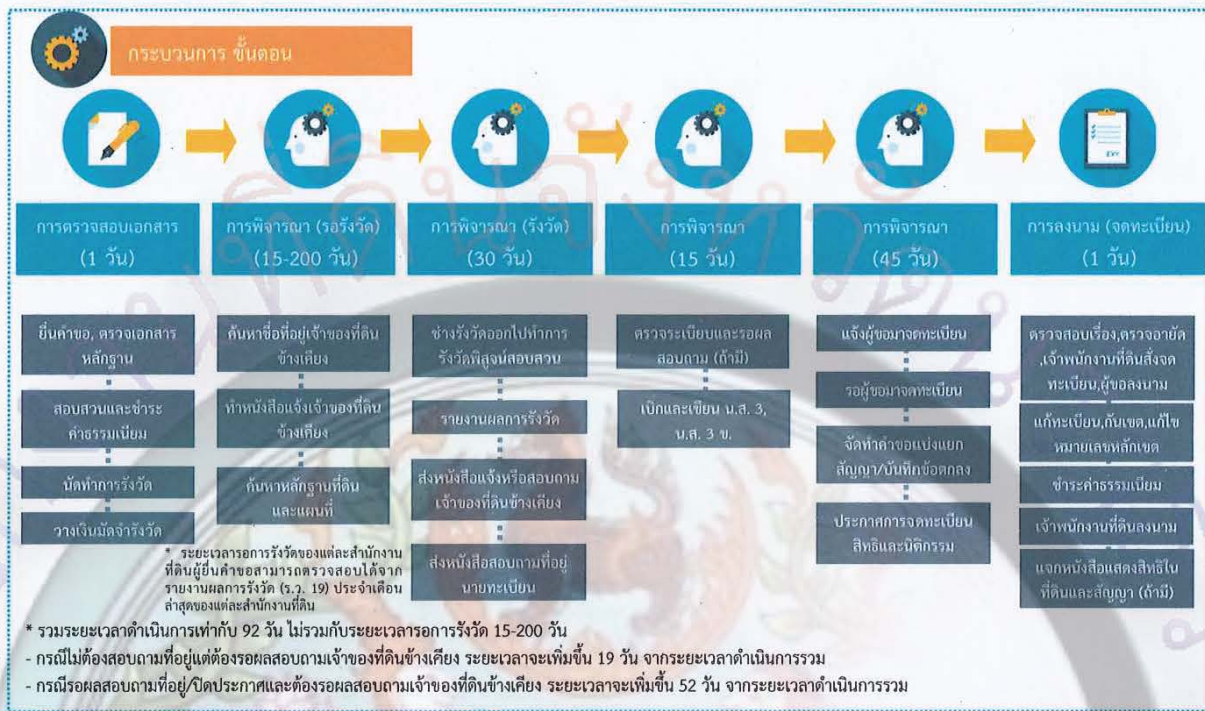 กระบวนการ ขั้นตอน
การตรวจสอบเอกสาร
(1 วัน)
การพิจารณา (รอรังวัด)
(15-200 วัน)
การพิจารณา (รังวัด)
(30 วัน)
การพิจารณา
(15 วัน)
การพิจารณา
(45 วัน)
การลงนาม (จดทะเบียน)
(1 วัน)
ยื่นคำขอ, ตรวจเอกสาร
หลักฐาน
สอบสวนและชำระ
ค่าธรรมเนียม
นัดทำการรังวัด
วางเงินมัดจำรังวัด
ค้นหาชื่อที่อยู่เจ้าของที่ดิน
ข้างเคียง
ทำหนังสือแจ้งเจ้าของที่ดิน
ข้างเคียง
ค้นหาหลักฐานที่ดิน
และแผนที่
* ระยะเวลารอการรังวัดของแต่ละสำนักงาน
ที่ดินผู้ยื่นคำขอสามารถตรวจสอบได้จาก
รายงานผลการรังวัด (ร.ว. 19) ประจำเดือน
ล่าสุดของแต่ละสำนักงานที่ดิน
ช่างรังวัดออกไปทำการ
รังวัดพิสูจน์สอบสวน
รายงานผลการรังวัด
ส่งหนังสือแจ้งหรือสอบถาม
เจ้าของที่ดินข้างเคียง
ส่งหนังสือสอบถามที่อยู่
นายทะเบียน
ตรวจระเบียบและรอผล
สอบถาม (ถ้ามี)
เบิกและเขียน น.ส. 3,
น.ส. 3 ข.
แจ้งผู้ขอมาจดทะเบียน
รอผู้ขอมาจดทะเบียน
จัดทำคำขอแบ่งแยก
สัญญา/บันทึกข้อตกลง
ประกาศการจดทะเบียน
สิทธิและนิติกรรม
ตรวจสอบเรื่อง,ตรวจอายัด
,เจ้าพนักงานที่ดินสั่งจด
ทะเบียน,ผู้ขอลงนาม
แก้ทะเบียน,กันเขต,แก้ไข
หมายเลขหลักเขต
ชำระค่าธรรมเนียม
เจ้าพนักงานที่ดินลงนาม
แจกหนังสือแสดงสิทธิใน
ที่ดินและสัญญา (ถ้ามี)
* รวมระยะเวลาดำเนินการเท่ากับ 92 วัน ไม่รวมกับระยะเวลารอการรังวัด 15-200 วัน
- กรณีไม่ต้องสอบถามที่อยู่แต่ต้องรอผลสอบถามเจ้าของที่ดินข้างเคียง ระยะเวลาจะเพิ่มขึ้น 19 วัน จากระยะเวลาดำเนินการรวม
- กรณีรอผลสอบถามที่อยู่/ปิดประกาศและต้องรอผลสอบถามเจ้าของที่ดินข้างเคียง ระยะเวลาจะเพิ่มขึ้น 52 วัน จากระยะเวลาดำเนินการรวม